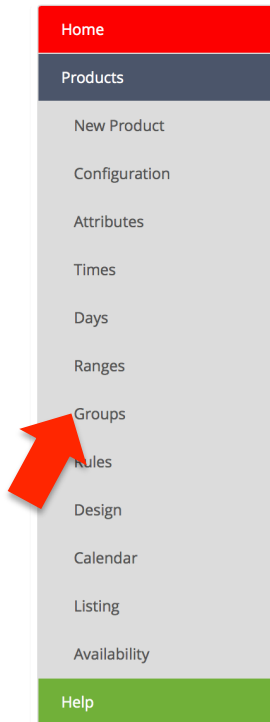 Home
Products
New Product
Configuration
Attributes
Times
Days
Ranges
Groups
Rules
Design
Calendar
Listing
Availability
Help